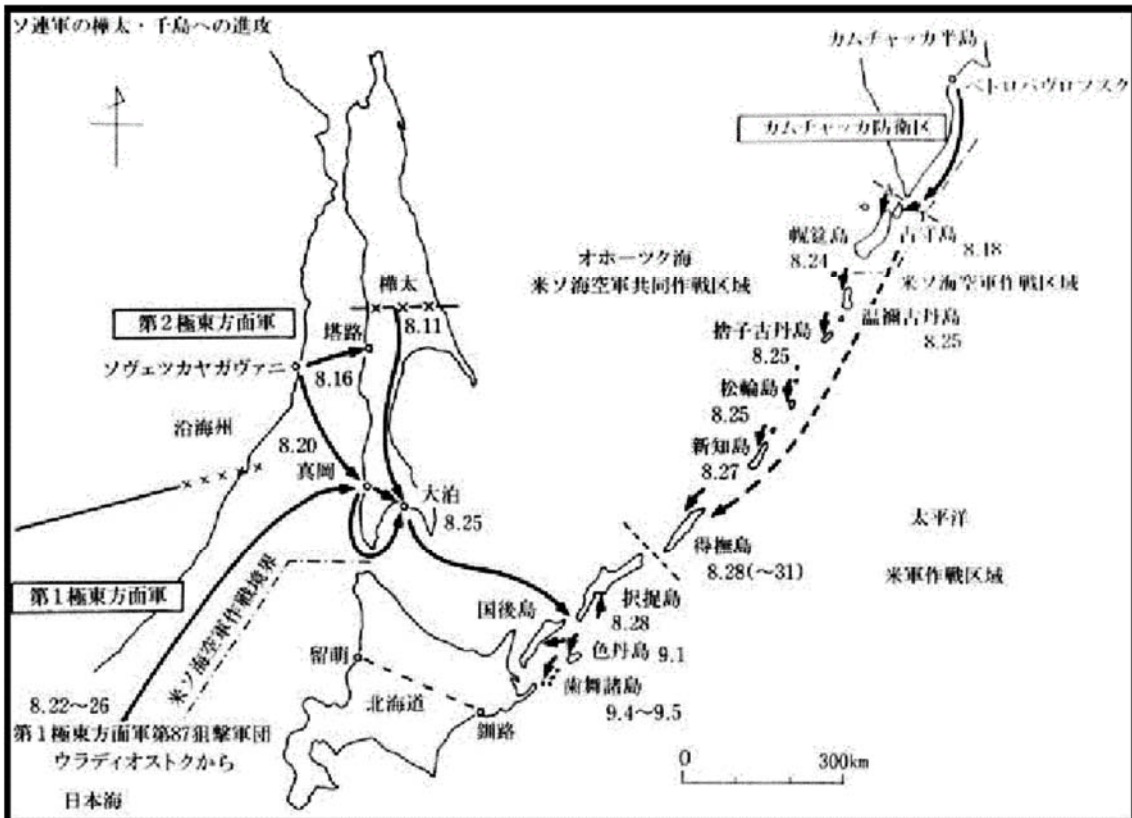 ソ連軍の樺太・千島への進攻
カムチャッカ半島
ペトロパヴロフスク
カムチャッカ防衛区
幌筵島
8.24
占守島
8.18
オホーツク海
米ソ海空軍共同作戦区域
米ソ海空軍作戦区域
樺太
8.11
第2極東方面軍
塔路
ソヴェツカヤガヴァニ
8.16
温禰古丹島
8.25
捨子古丹島
8.25
松輪島
8.25
沿海州
8.20
真岡
新知島
8.27
大泊
8.25
太平洋
得撫島
8.28(～31)
米軍作戦区域
第1極東方面軍
米ソ海空軍作戦境界
国後島
択捉島
8.28
留萌
色丹島 9.1
8.22～26
北海道
歯舞諸島
9.4～9.5
第1極東方面軍第87狙撃軍団
釧路
ウラディオストクから
日本海
0
300km